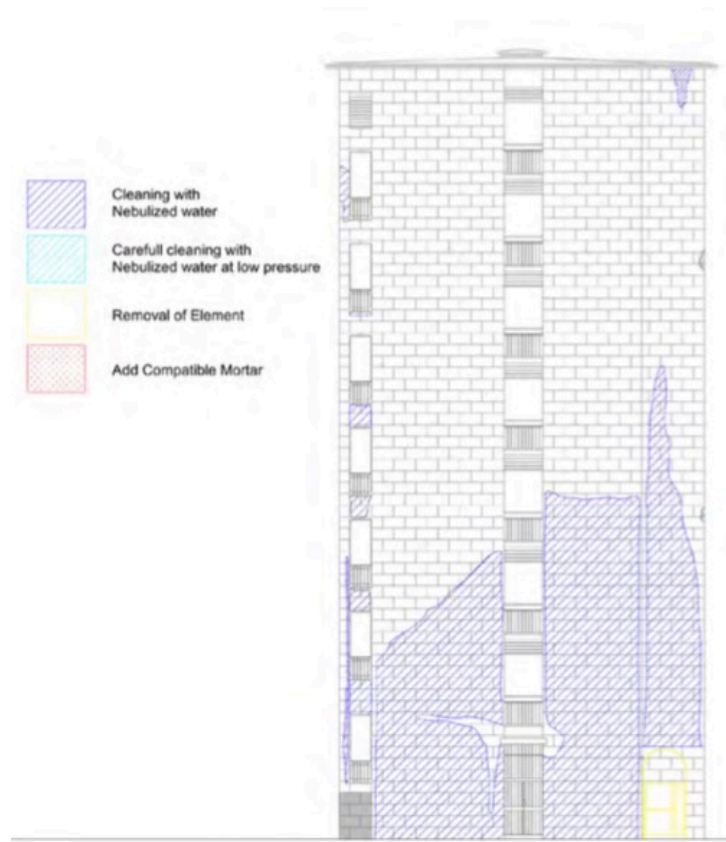 Cleaning with
Nebulized water
Carefull cleaning with
Nebulized water at low pressure
Removal of Element
Add Compatible Mortar